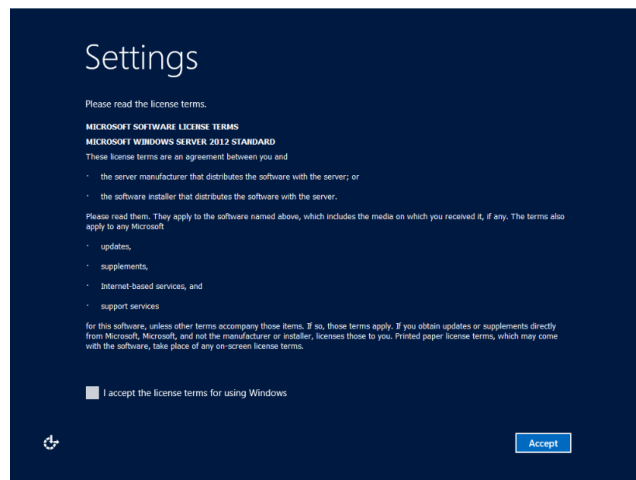 Settings
Please read the license terms.
MICROSOFT SOFTWARE LICENSE TERMS
MICROSOFT WINDOWS SERVER 2012 STANDARD
These license terms are an agreement between you and
· the server manufacturer that distributes the software with the server; or
· the software installer that distributes the software with the server.
Please read them. They apply to the software named above, which includes the media on which you received it, if any. The terms also
apply to any Microsoft
· updates,
· supplements,
· Internet-based services, and
· support services
for this software, unless other terms accompany those items. If so, those terms apply. If you obtain updates or supplements directly
from Microsoft, Microsoft, and not the manufacturer or installer, licenses those to you. Printed paper license terms, which may come
with the software, take place of any on-screen license terms.
I accept the license terms for using Windows
Accept